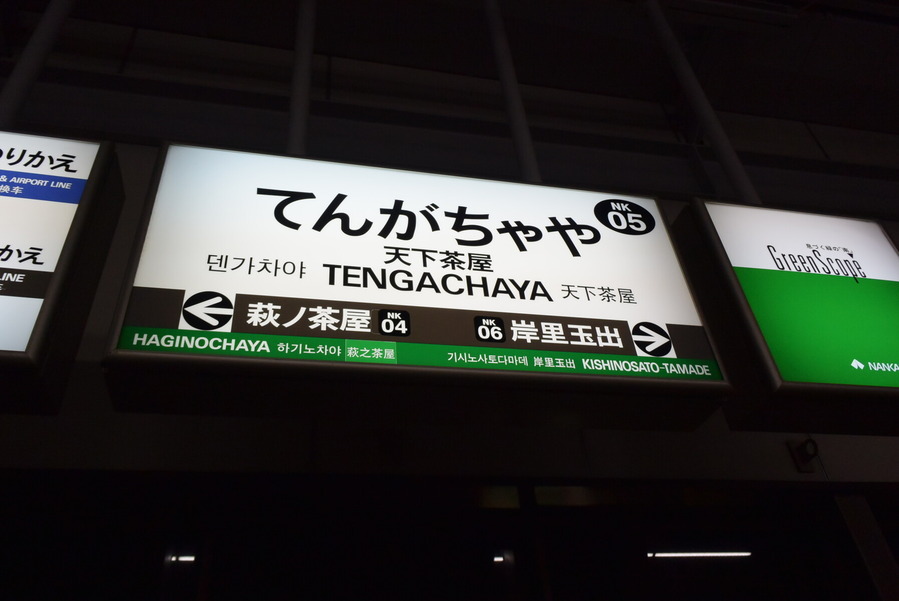 りかえ
& AIRPORT LINE
换车
かえ
LINE
てんがちゃや
NK
05
天下茶屋
덴가차야 TENGACHAYA 天下茶屋
萩ノ茶屋 NK 04
NK 06 岸里玉出
HAGINOCHAYA 하기노차야 萩之茶屋
기시노사토다마데 岸里玉出 KISHINOSATO-TAMADE
GreenScope
NANKA